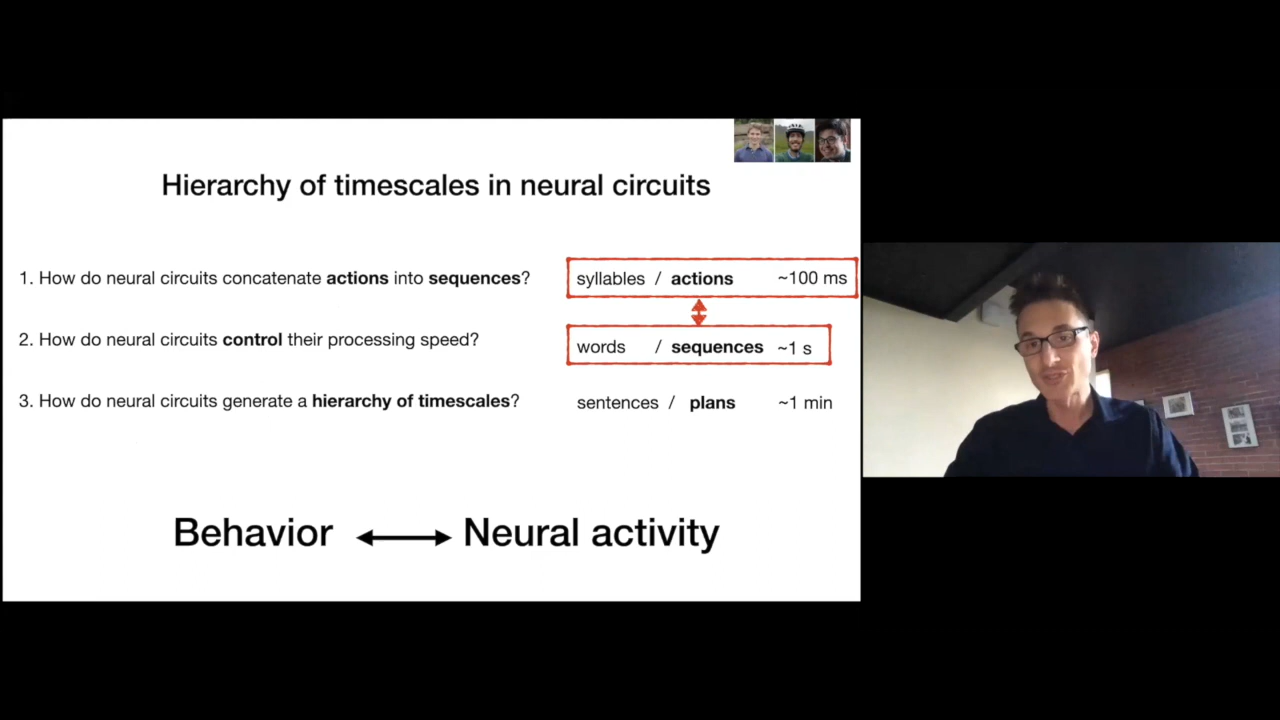 Hierarchy of timescales in neural circuits
1. How do neural circuits concatenate actions into sequences?
syllables / actions ~100 ms
2. How do neural circuits control their processing speed?
words / sequences ~1 s
3. How do neural circuits generate a hierarchy of timescales?
sentences / plans ~1 min
Behavior Neural activity